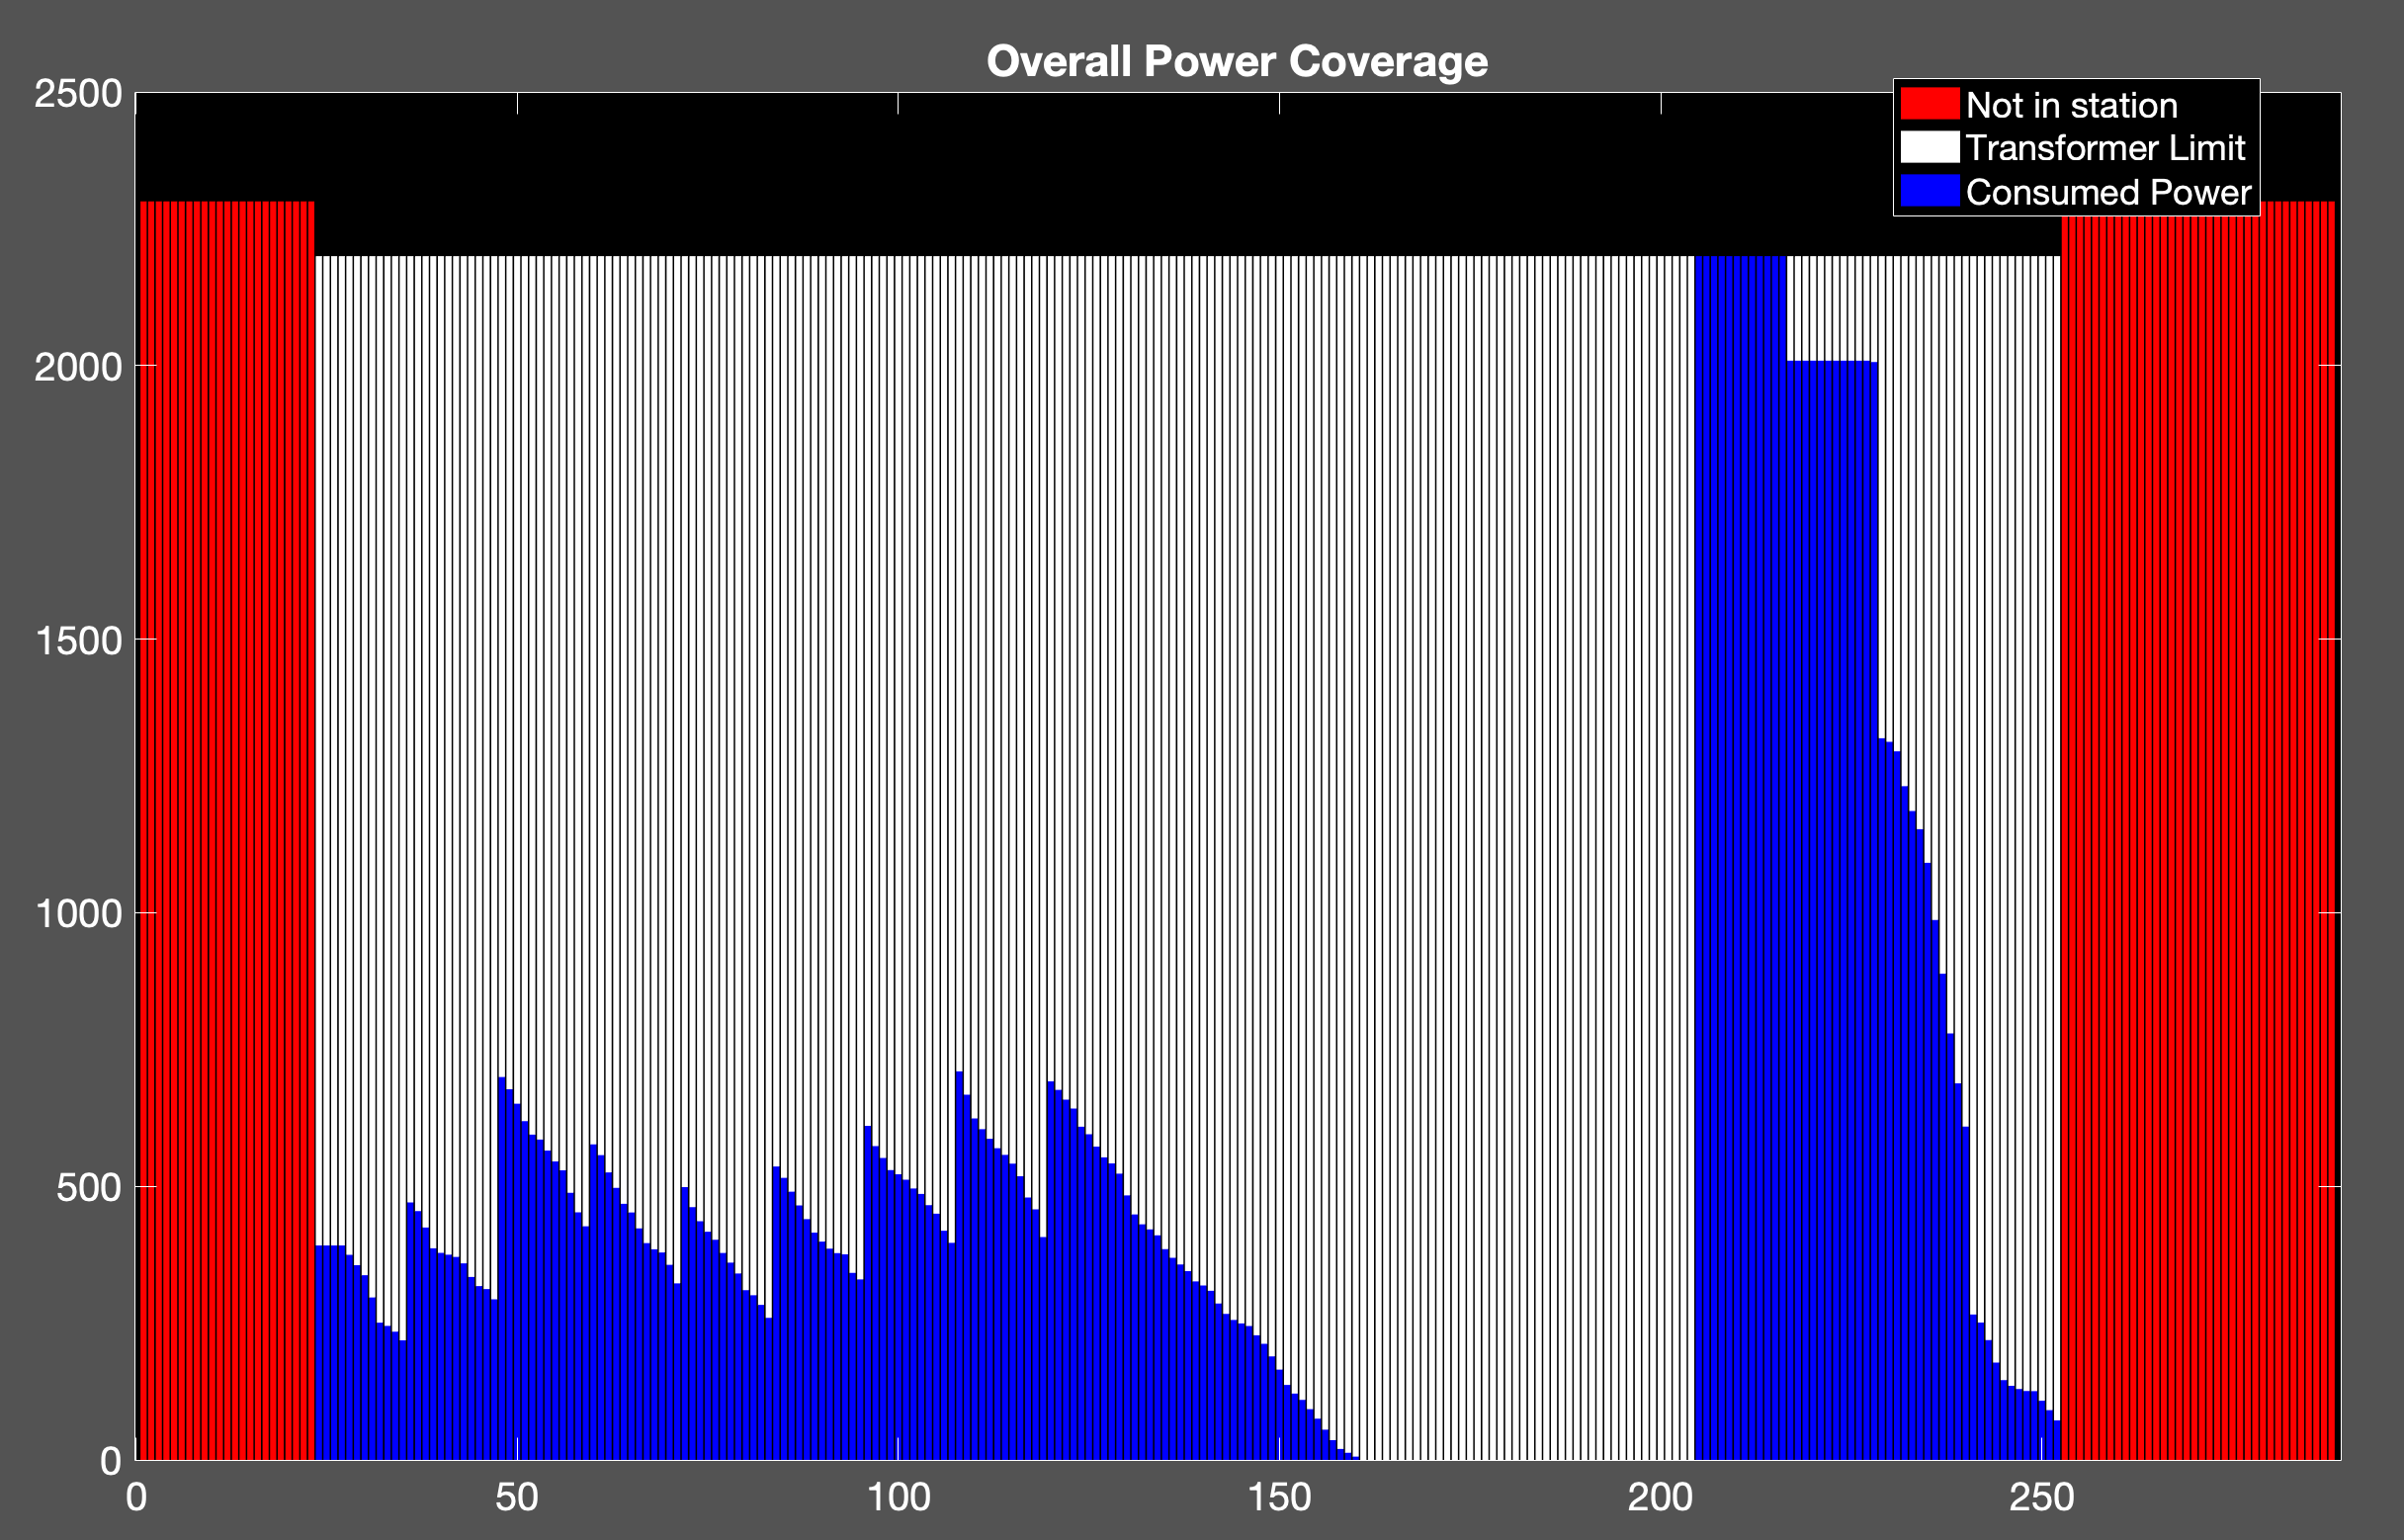 Overall Power Coverage
2500
Not in station
Transformer Limit
Consumed Power
2000
1500
1000
500
0
0 50 100 150 200 250